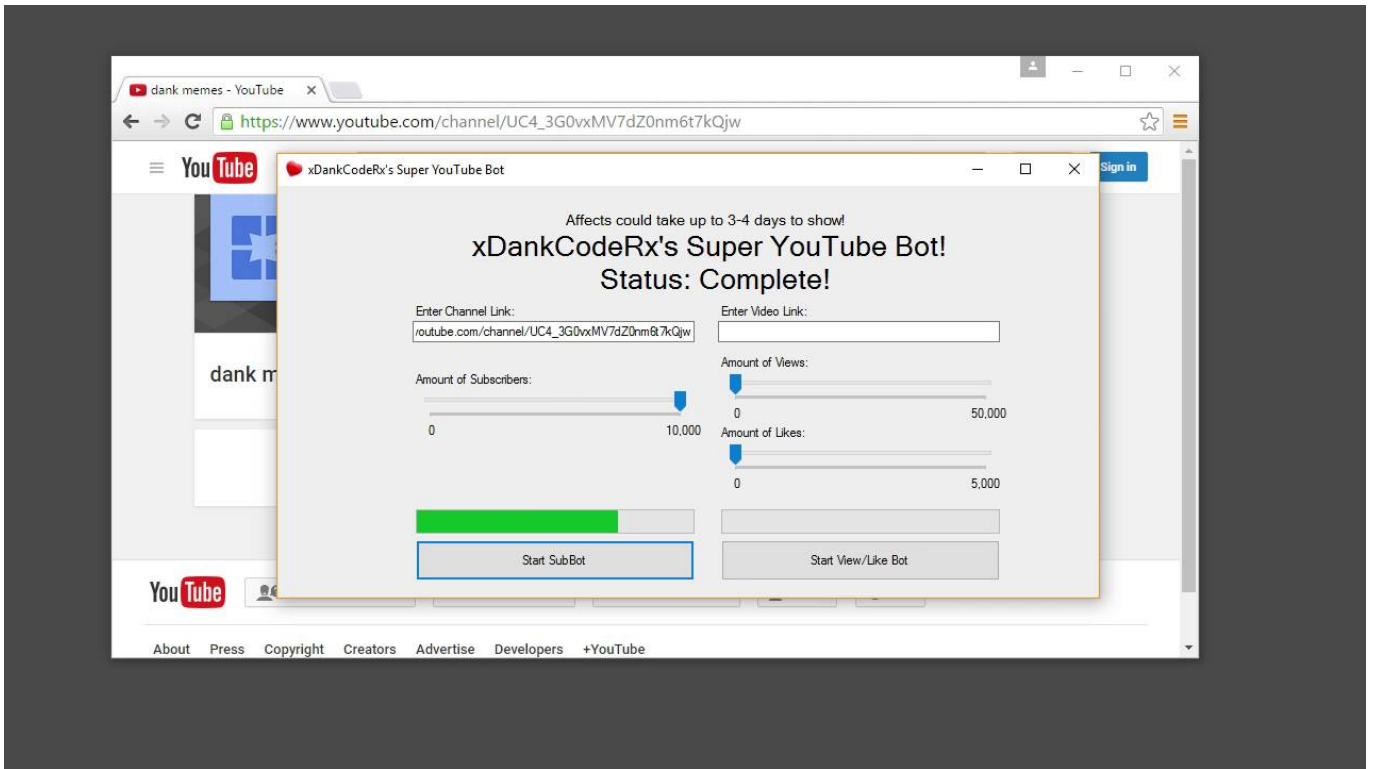 dank memes - YouTube
https://www.youtube.com/channel/UC4_3G0vxMV7dZ0nm6t7kQjw
YouTube
Sign in
xDankCodeRx's Super YouTube Bot
Affects could take up to 3-4 days to show!
xDankCodeRx's Super YouTube Bot!
Status: Complete!
Enter Channel Link:
Enter Video Link:
outube.com/channel/UC4_3G0vxMV7dZ0nm6t7kQjw
Amount of Views:
dank m
Amount of Subscribers:
0
50,000
0
10,000
Amount of Likes:
0
5,000
Start SubBot
Start View/Like Bot
YouTube
About Press Copyright Creators Advertise Developers +YouTube